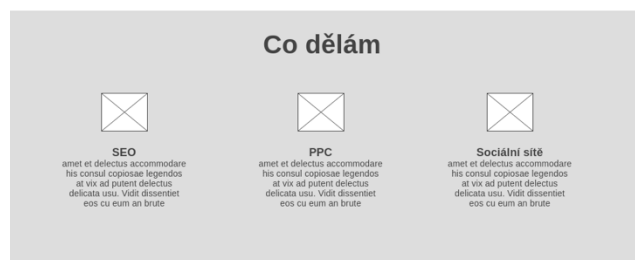 Co dělám
SEO
amet et delectus accommodare
his consul copiosae legendos
at vix ad putent delectus
delicata usu. Vidit dissentiet
eos cu eum an brute
PPC
amet et delectus accommodare
his consul copiosae legendos
at vix ad putent delectus
delicata usu. Vidit dissentiet
eos cu eum an brute
Sociální sítě
amet et delectus accommodare
his consul copiosae legendos
at vix ad putent delectus
delicata usu. Vidit dissentiet
eos cu eum an brute